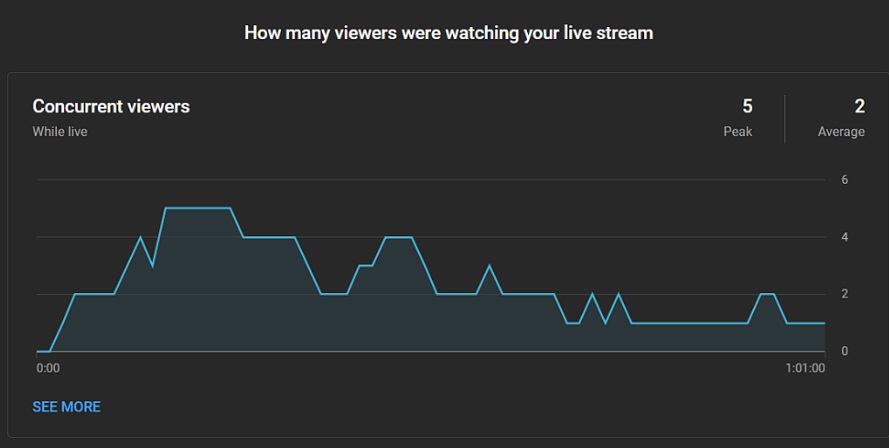 How many viewers were watching your live stream
Concurrent viewers
While live
5
Peak
2
Average
6
4
2
0
0:00
1:01:00
SEE MORE